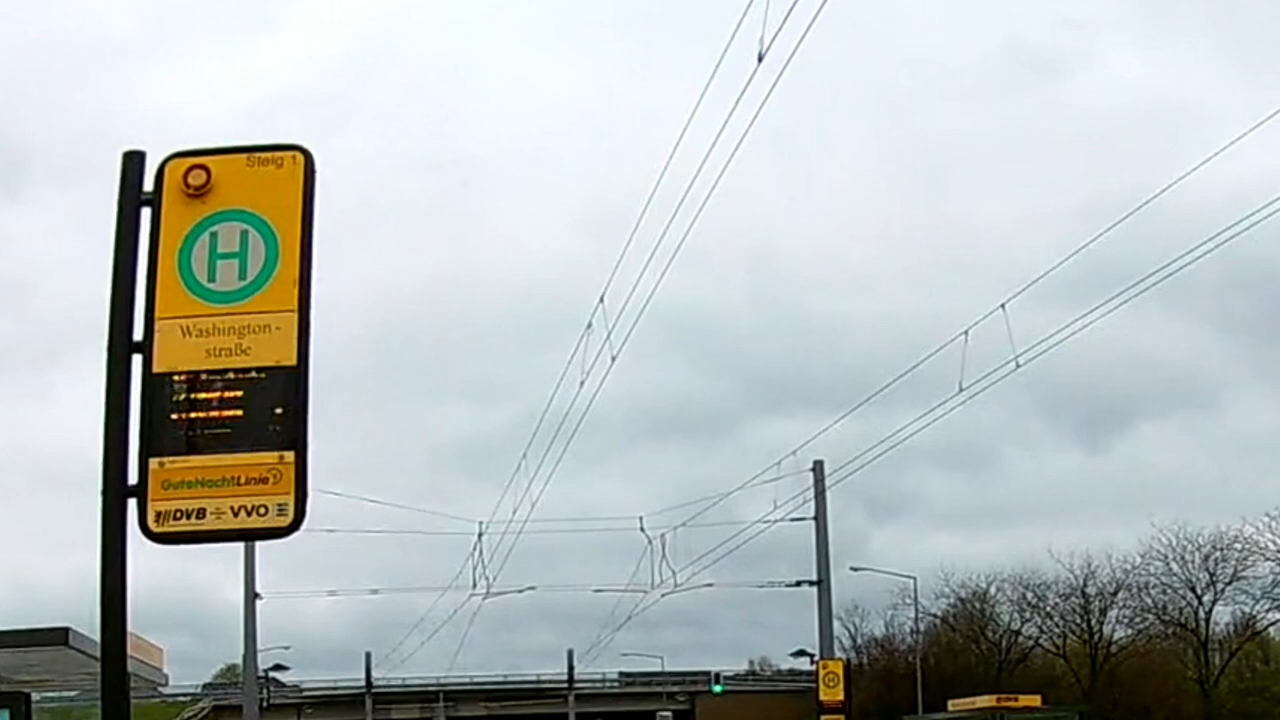 Steig 1
H
Washington-
straße
GuteNachtLinie
DVB VVO
H